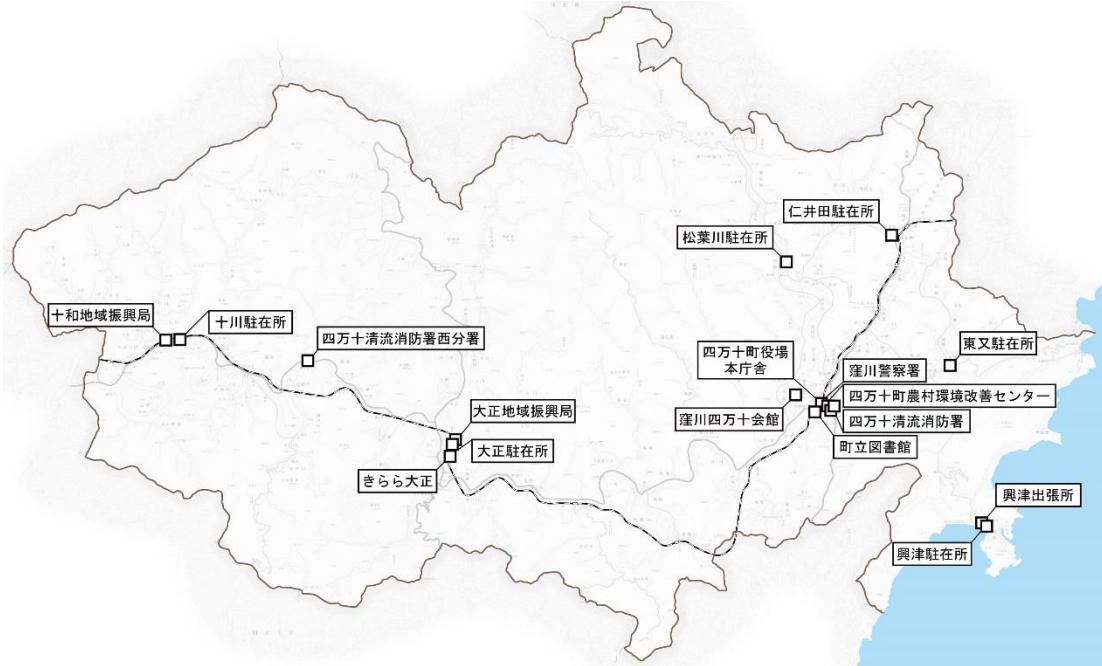 仁井田駐在所
松葉川駐在所
十和地域振興局
十川駐在所
四万十清流消防署西分署
四万十町役場
本庁舎
東又駐在所
窪川警察署
四万十町農村環境改善センター
窪川四万十会館
四万十清流消防署
大正地域振興局
町立図書館
大正駐在所
きらら大正
興津出張所
興津駐在所